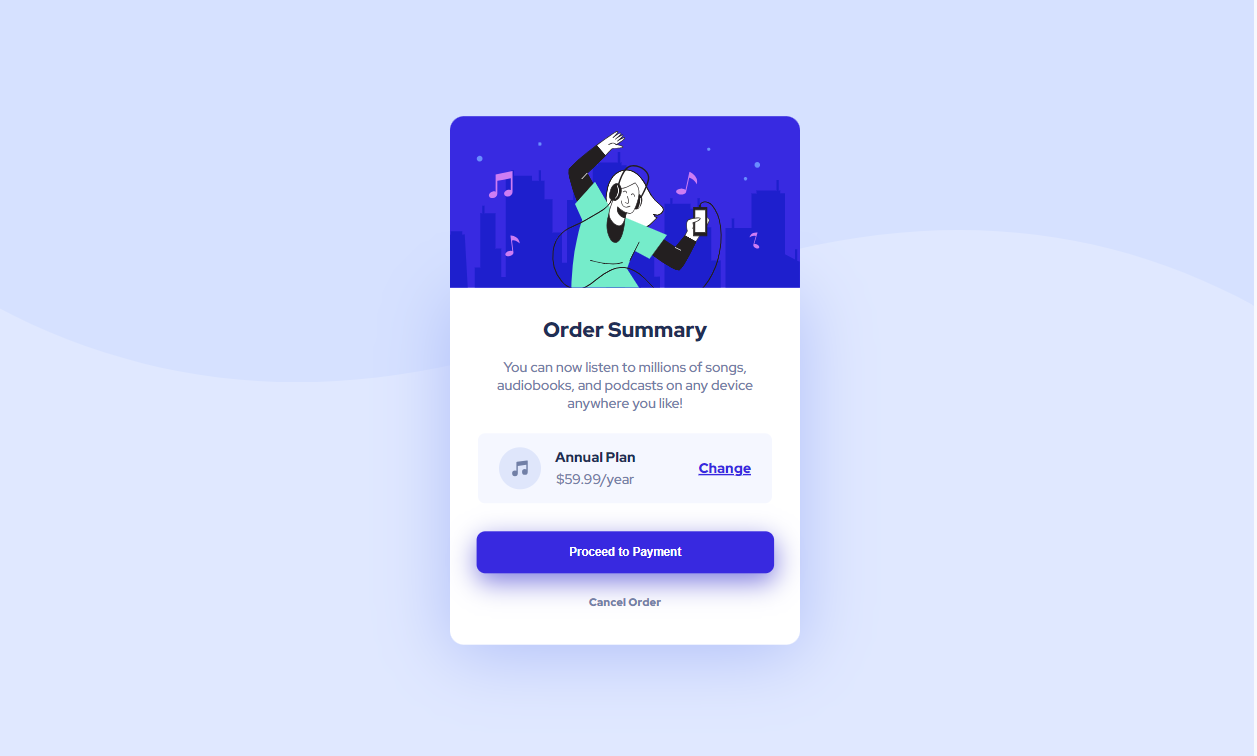 Order Summary
You can now listen to millions of songs,
audiobooks, and podcasts on any device
anywhere you like!
Annual Plan
$59.99/year
Change
Proceed to Payment
Cancel Order